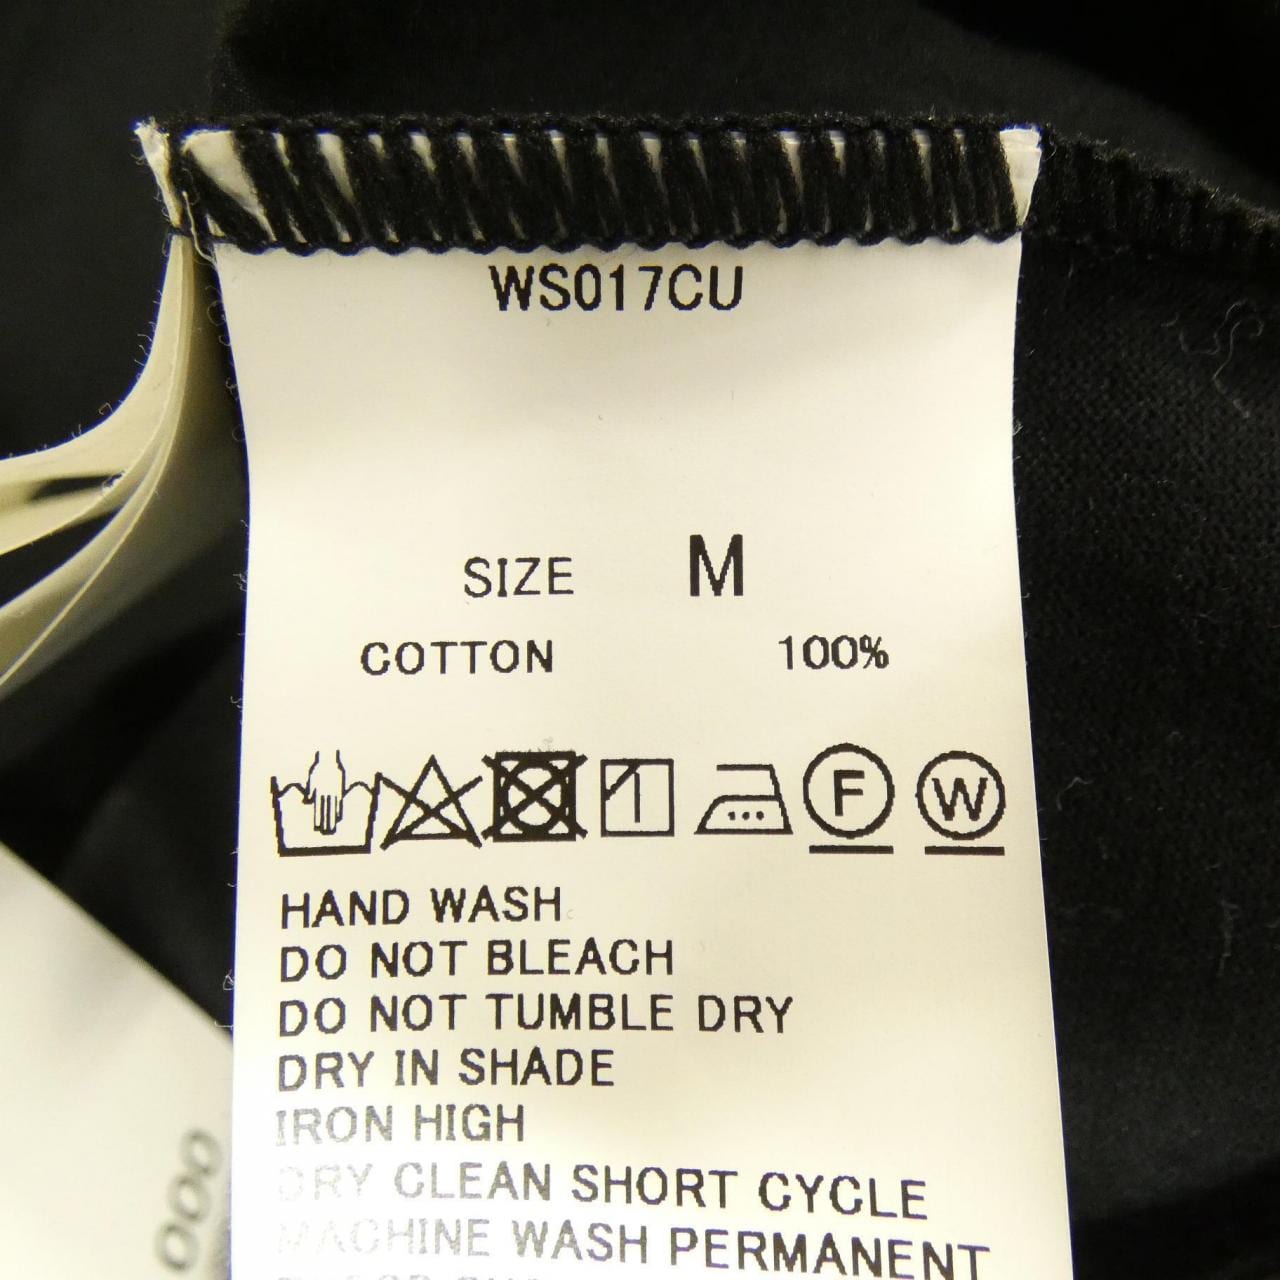 WS017CU
SIZE M
COTTON 100%
F W
HAND WASH
DO NOT BLEACH
DO NOT TUMBLE DRY
DRY IN SHADE
IRON HIGH
DRY CLEAN SHORT CYCLE
MACHINE WASH PERMANENT
000